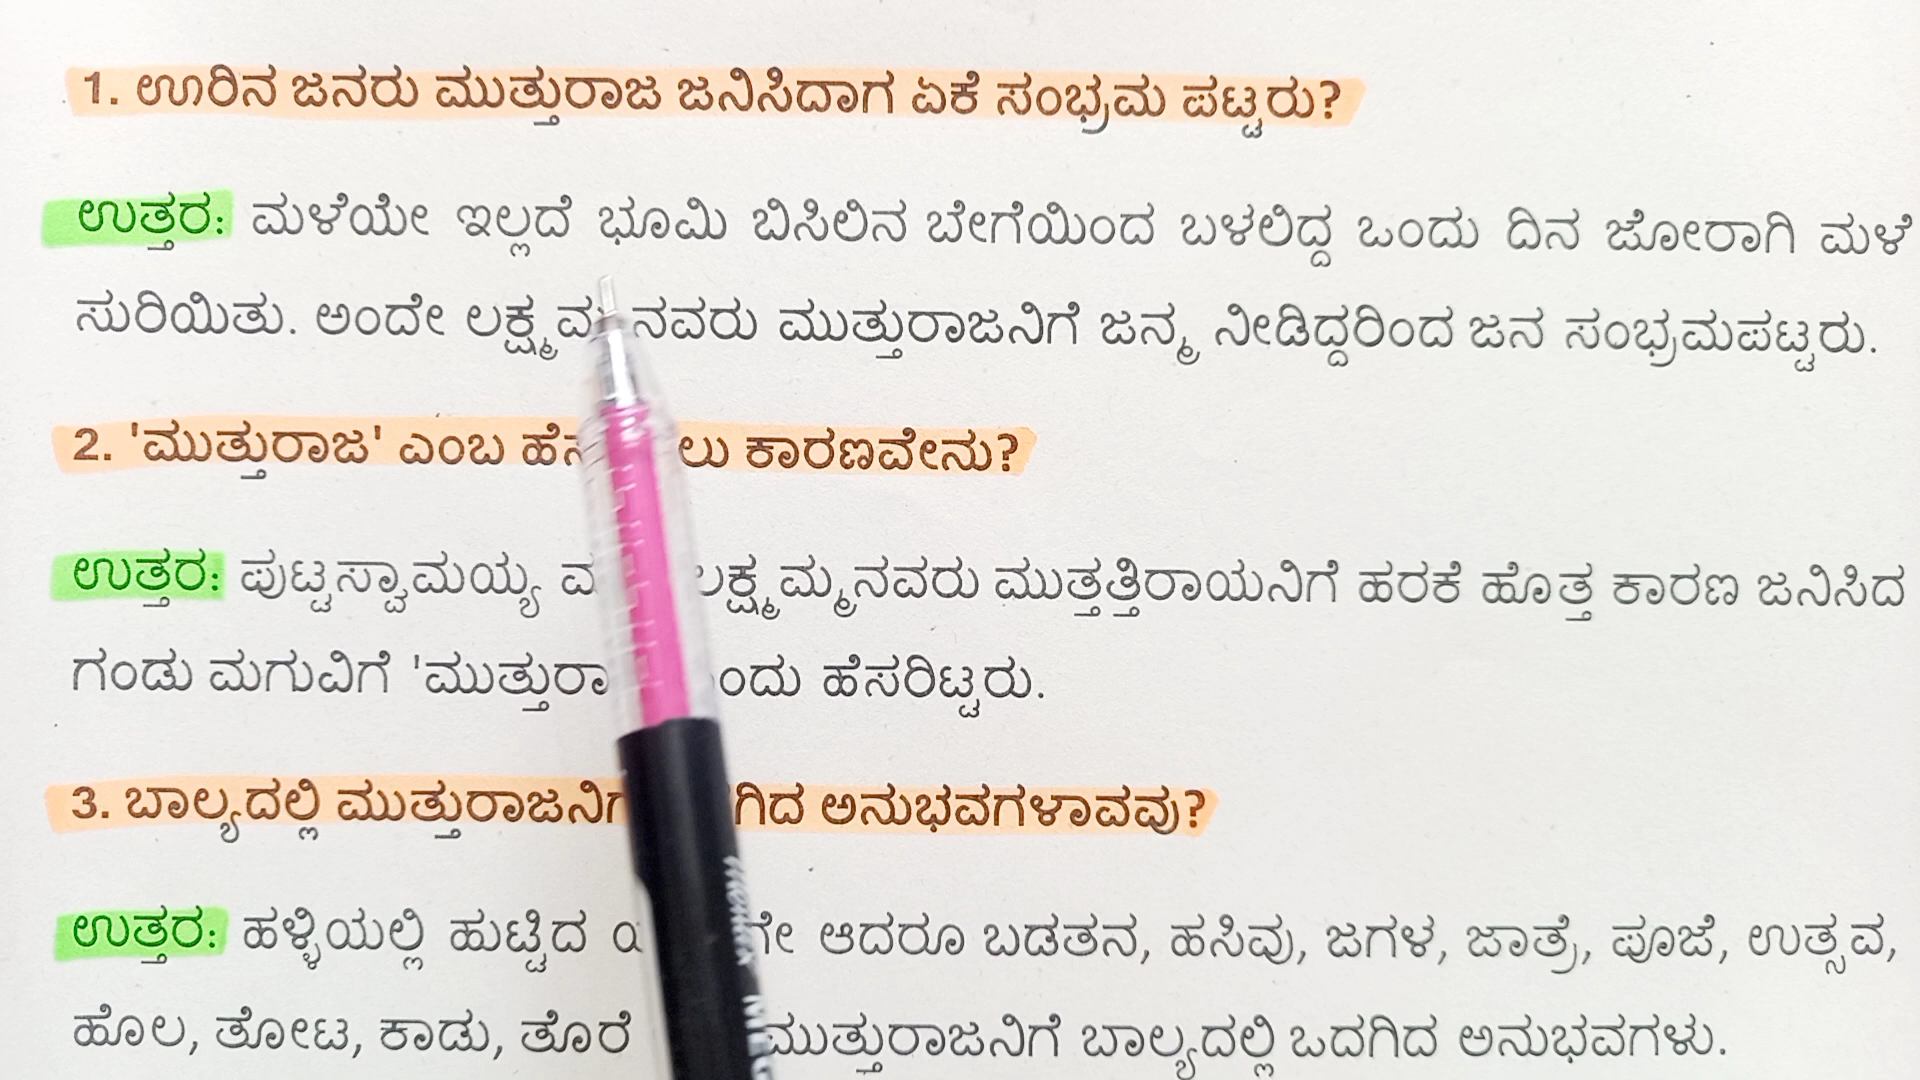 1. ಊರಿನ ಜನರು ಮುತ್ತುರಾಜ ಜನಿಸಿದಾಗ ಏಕೆ ಸಂಭ್ರಮ ಪಟ್ಟರು?
ಉತ್ತರ: ಮಳೆಯೇ ಇಲ್ಲದೆ ಭೂಮಿ ಬಿಸಿಲಿನ ಬೇಗೆಯಿಂದ ಬಳಲಿದ್ದ ಒಂದು ದಿನ ಜೋರಾಗಿ ಮಳೆ
ಸುರಿಯಿತು. ಅಂದೇ ಮುತ್ತುರಾಜನಿಗೆ ಜನ್ಮ ನೀಡಿದ್ದರಿಂದ ಜನ ಸಂಭ್ರಮಪಟ್ಟರು.
2. 'ಮುತ್ತುರಾಜ' ಎಂಬ ಕಾರಣವೇನು?
ಉತ್ತರ: ಪುಟ್ಟಸ್ವಾಮಯ್ಯ ಲಕ್ಷ್ಮಮ್ಮನವರು ಮುತ್ತತ್ತಿರಾಯನಿಗೆ ಹರಕೆ ಹೊತ್ತ ಕಾರಣ ಜನಿಸಿದ
ಗಂಡು ಮಗುವಿಗೆ ಹೆಸರಿಟ್ಟರು.
3. ಬಾಲ್ಯದಲ್ಲಿ ಅನುಭವಗಳಾವವು?
ಉತ್ತರ: ಹಳ್ಳಿಯಲ್ಲಿ ಹುಟ್ಟಿದ ಆದರೂ ಬಡತನ, ಹಸಿವು, ಜಗಳ, ಜಾತ್ರೆ, ಪೂಜೆ, ಉತ್ಸವ,
ಹೊಲ, ತೋಟ, ಕಾಡು, ತೊರೆ ಮುತ್ತುರಾಜನಿಗೆ ಬಾಲ್ಯದಲ್ಲಿ ಒದಗಿದ ಅನುಭವಗಳು.